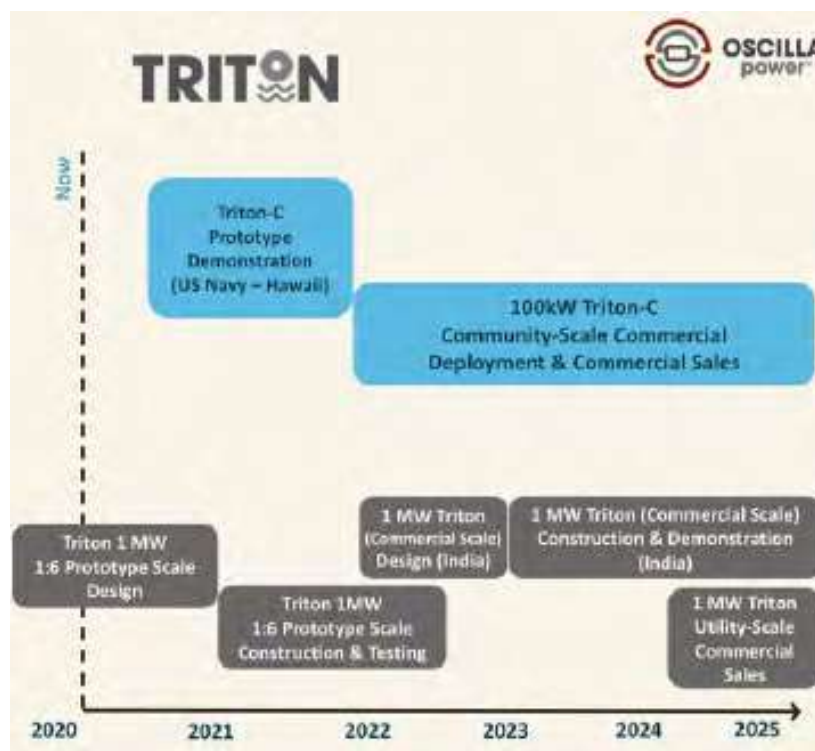 TRITON
OSCILLA
power™
Now
Triton-C
Prototype
Demonstration
(US Navy – Hawaii)
100kW Triton-C
Community-Scale Commercial
Deployment & Commercial Sales
Triton 1 MW
1:6 Prototype Scale
Design
Triton 1MW
1:6 Prototype Scale
Construction & Testing
1 MW Triton
(Commercial Scale)
Design (India)
1 MW Triton (Commercial Scale)
Construction & Demonstration
(India)
1 MW Triton
Utility-Scale
Commercial
Sales
2020 2021 2022 2023 2024 2025